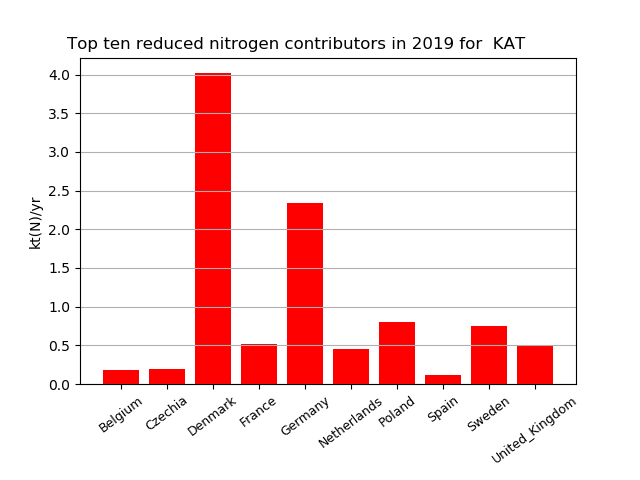 Top ten reduced nitrogen contributors in 2019 for  KAT
kt(N)/yr
4.0
3.5
3.0
2.5
2.0
1.5
1.0
0.5
0.0
Belgium
Czechia
Denmark
France
Germany
Netherlands
Poland
Spain
Sweden
United_Kingdom